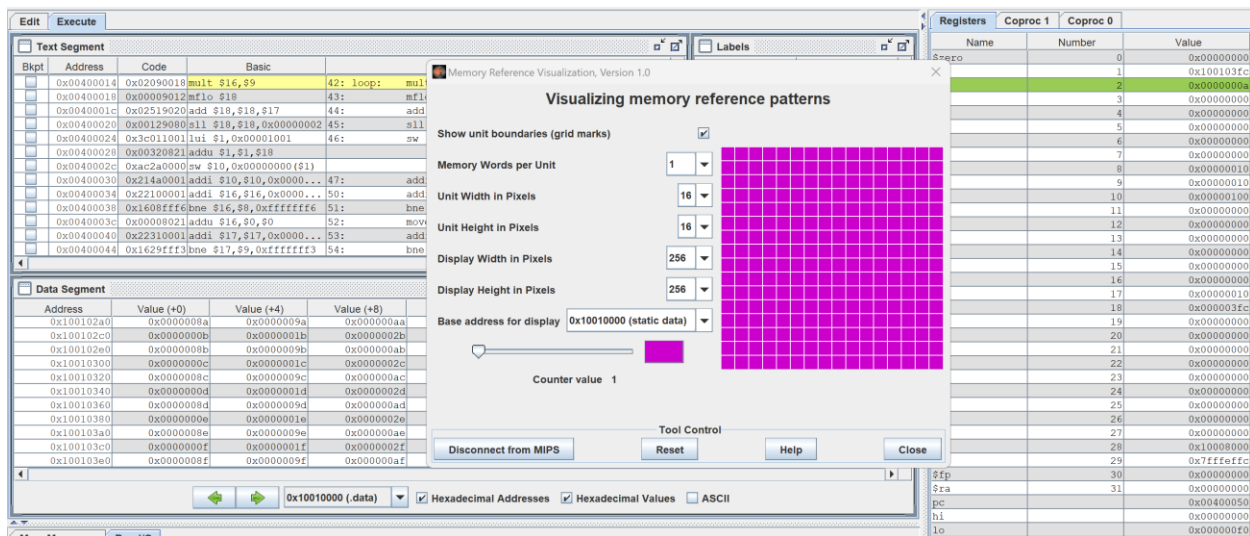 Edit Execute
Text Segment
Bkpt Address Code Basic
0x00400014 0x02090018 mult $16,$9 42: loop: mult
0x00400018 0x00009012 mflo $18 43:
0x0040001c 0x02519020 add $18,$18,$17 44: add
0x00400020 0x00129080 sll $18,$18,0x00000002 45: sll
0x00400024 0x3c011001 lui $1,0x00001001 46: sw
0x00400028 0x00320821 addu $1,$1,$18
0x0040002c 0xac2a0000 sw $10,0x00000000($1)
0x00400030 0x214a0001 addi $10,$10,0x0000... 47: addi
0x00400034 0x22100001 addi $16,$16,0x0000... 50: addi
0x00400038 0x1608fff6 bne $16,$8,0xfffffff6 51: bne
0x0040003c 0x00008021 addu $16,$0,$0 52: move
0x00400040 0x22310001 addi $17,$17,0x0000... 53: addi
0x00400044 0x1629fff3 bne $17,$9,0xfffffff3 54: bne
Labels
Data Segment
Address Value (+0) Value (+4) Value (+8)
0x100102a0 0x0000008a 0x0000009a 0x000000aa
0x100102c0 0x0000000b 0x0000001b 0x0000002b
0x100102e0 0x0000008b 0x0000009b 0x000000ab
0x10010300 0x0000000c 0x0000001c 0x0000002c
0x10010320 0x0000008c 0x0000009c 0x000000ac
0x10010340 0x0000000d 0x0000001d 0x0000002d
0x10010360 0x0000008d 0x0000009d 0x000000ad
0x10010380 0x0000000e 0x0000001e 0x0000002e
0x100103a0 0x0000008e 0x0000009e 0x000000ae
0x100103c0 0x0000000f 0x0000001f 0x0000002f
0x100103e0 0x0000008f 0x0000009f 0x000000af
0x10010000 (.data) Hexadecimal Addresses Hexadecimal Values ASCII
Memory Reference Visualization, Version 1.0
Visualizing memory reference patterns
Show unit boundaries (grid marks)
Memory Words per Unit 1
Unit Width in Pixels 16
Unit Height in Pixels 16
Display Width in Pixels 256
Display Height in Pixels 256
Base address for display 0x10010000 (static data)
Counter value 1
Tool Control
Disconnect from MIPS Reset Help Close
Registers Coproc 1 Coproc 0
Name Number Value
$zero 0 0x00000000
1 0x100103fc
2 0x0000000a
3 0x00000000
4 0x00000000
5 0x00000000
6 0x00000000
7 0x00000000
8 0x00000010
9 0x00000010
10 0x00000100
11 0x00000000
12 0x00000000
13 0x00000000
14 0x00000000
15 0x00000000
16 0x00000000
17 0x00000010
18 0x000003fc
19 0x00000000
20 0x00000000
21 0x00000000
22 0x00000000
23 0x00000000
24 0x00000000
25 0x00000000
26 0x00000000
27 0x00000000
28 0x10008000
29 0x7fffeffc
$fp 30 0x00000000
$ra 31 0x00000000
pc 0x00400050
hi 0x00000000
lo 0x000000f0